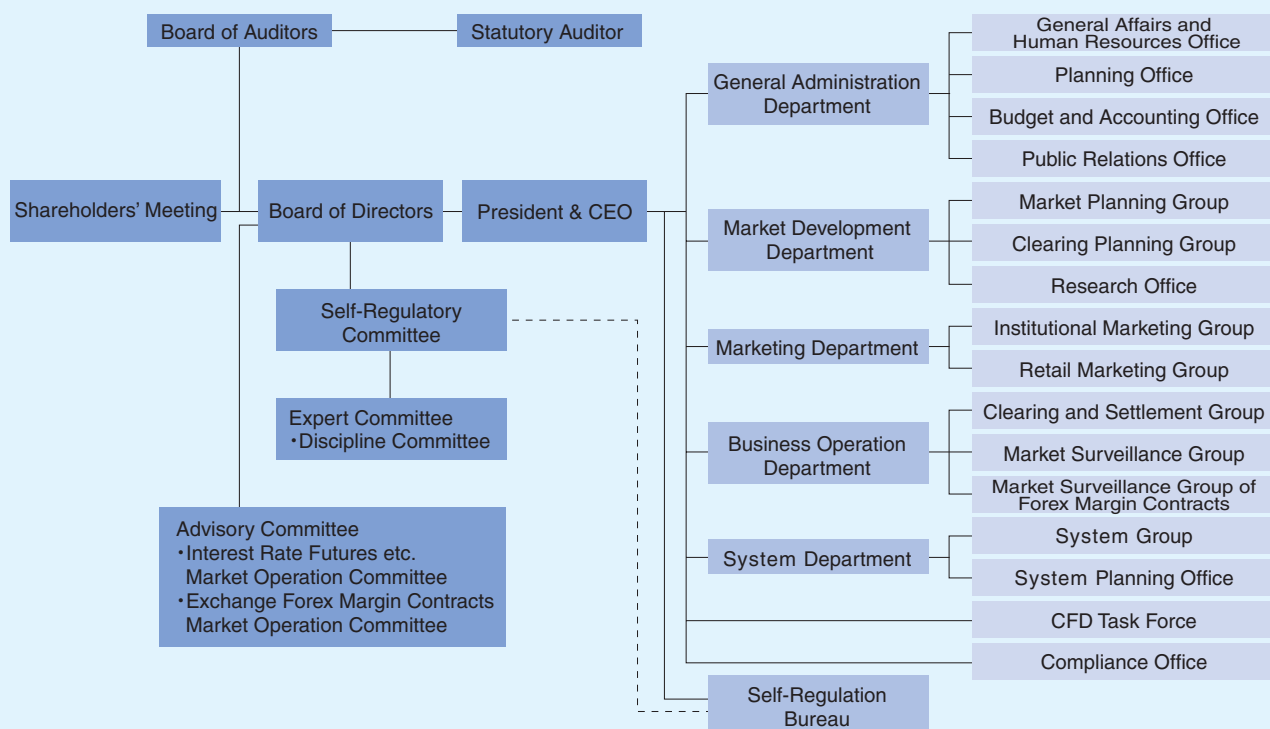 Board of Auditors
Statutory Auditor
Shareholders’ Meeting
Board of Directors
President & CEO
Self-Regulatory
Committee
Expert Committee
・Discipline Committee
Advisory Committee
・Interest Rate Futures etc.
Market Operation Committee
・Exchange Forex Margin Contracts
Market Operation Committee
General Administration
Department
General Affairs and
Human Resources Office
Planning Office
Budget and Accounting Office
Public Relations Office
Market Development
Department
Market Planning Group
Clearing Planning Group
Research Office
Marketing Department
Institutional Marketing Group
Retail Marketing Group
Business Operation
Department
Clearing and Settlement Group
Market Surveillance Group
Market Surveillance Group of
Forex Margin Contracts
System Department
System Group
System Planning Office
CFD Task Force
Compliance Office
Self-Regulation
Bureau